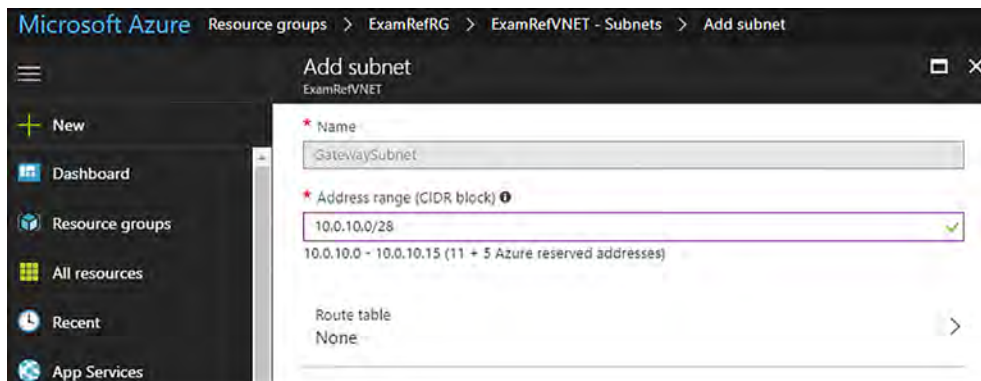 Microsoft Azure Resource groups > ExamRefRG > ExamRefVNET - Subnets > Add subnet
Add subnet
ExamRefVNET
New
Dashboard
Resource groups
All resources
Recent
App Services
* Name
GatewaySubnet
* Address range (CIDR block)
10.0.10.0/28
10.0.10.0 - 10.0.10.15 (11 + 5 Azure reserved addresses)
Route table
None